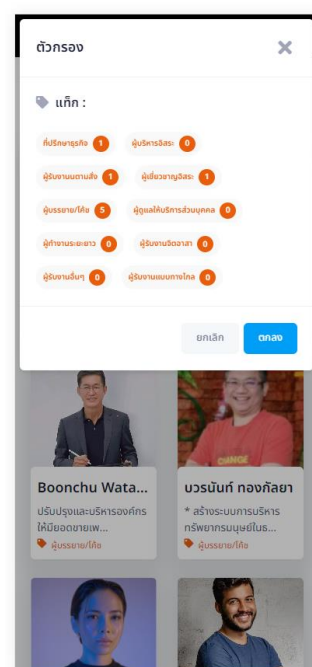 ตัวกรอง
แท็ก :
ที่ปรึกษาธุรกิจ 1 ผู้บริหารอิสระ 0
ผู้รับงานตามสั่ง 1 ผู้เชี่ยวชาญอิสระ 1
ผู้บรรยาย/โค้ช 5 ผู้ดูแลให้บริการส่วนบุคคล 0
ผู้ทำงานระยะยาว 0 ผู้รับงานจิตอาสา 0
ผู้รับงานอื่นๆ 0 ผู้รับงานแบบทางไกล 0
ยกเลิก ตกลง
CHANGE
Boonchu Wata...
ปรับปรุงและบริหารองค์กร
ให้มียอดขายเพ...
ผู้บรรยาย/โค้ช
บวรนันท์ ทองกัลยา
* สร้างระบบการบริหาร
ทรัพยากรมนุษย์ในธ...
ผู้บรรยาย/โค้ช